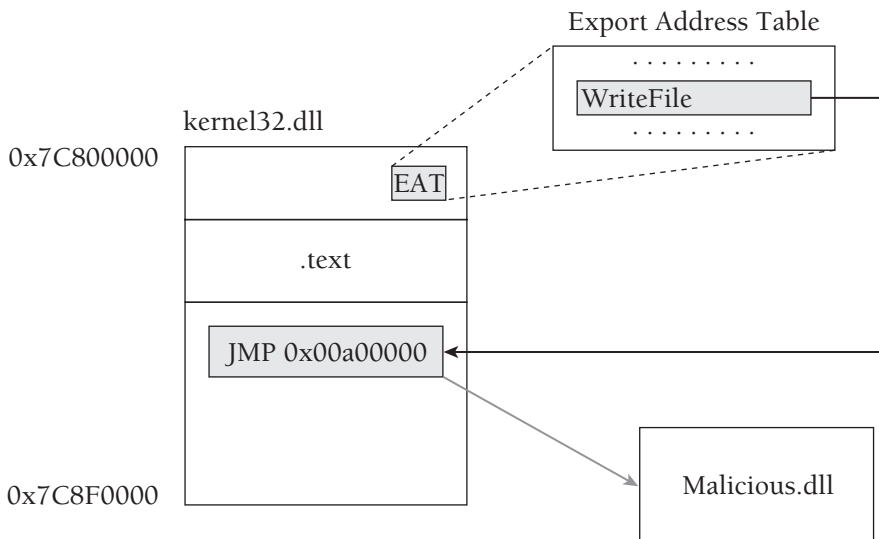 Export Address Table
. . . . . . . . .
WriteFile
. . . . . . . . .
kernel32.dll
0x7C800000
EAT
.text
JMP 0x00a00000
0x7C8F0000
Malicious.dll